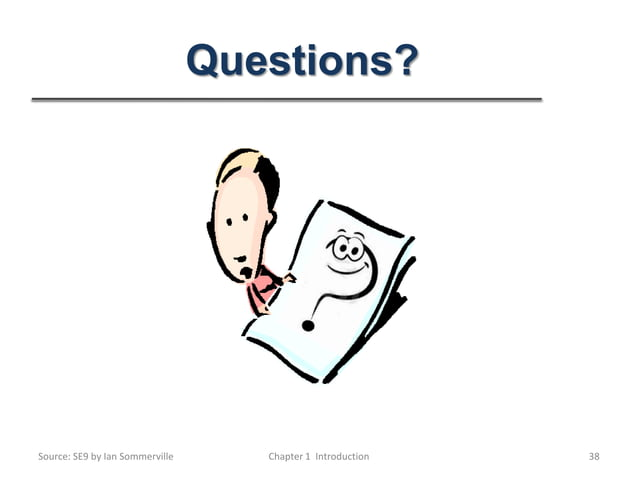 Questions?
Source: SE9 by Ian Sommerville
Chapter 1 Introduction
38